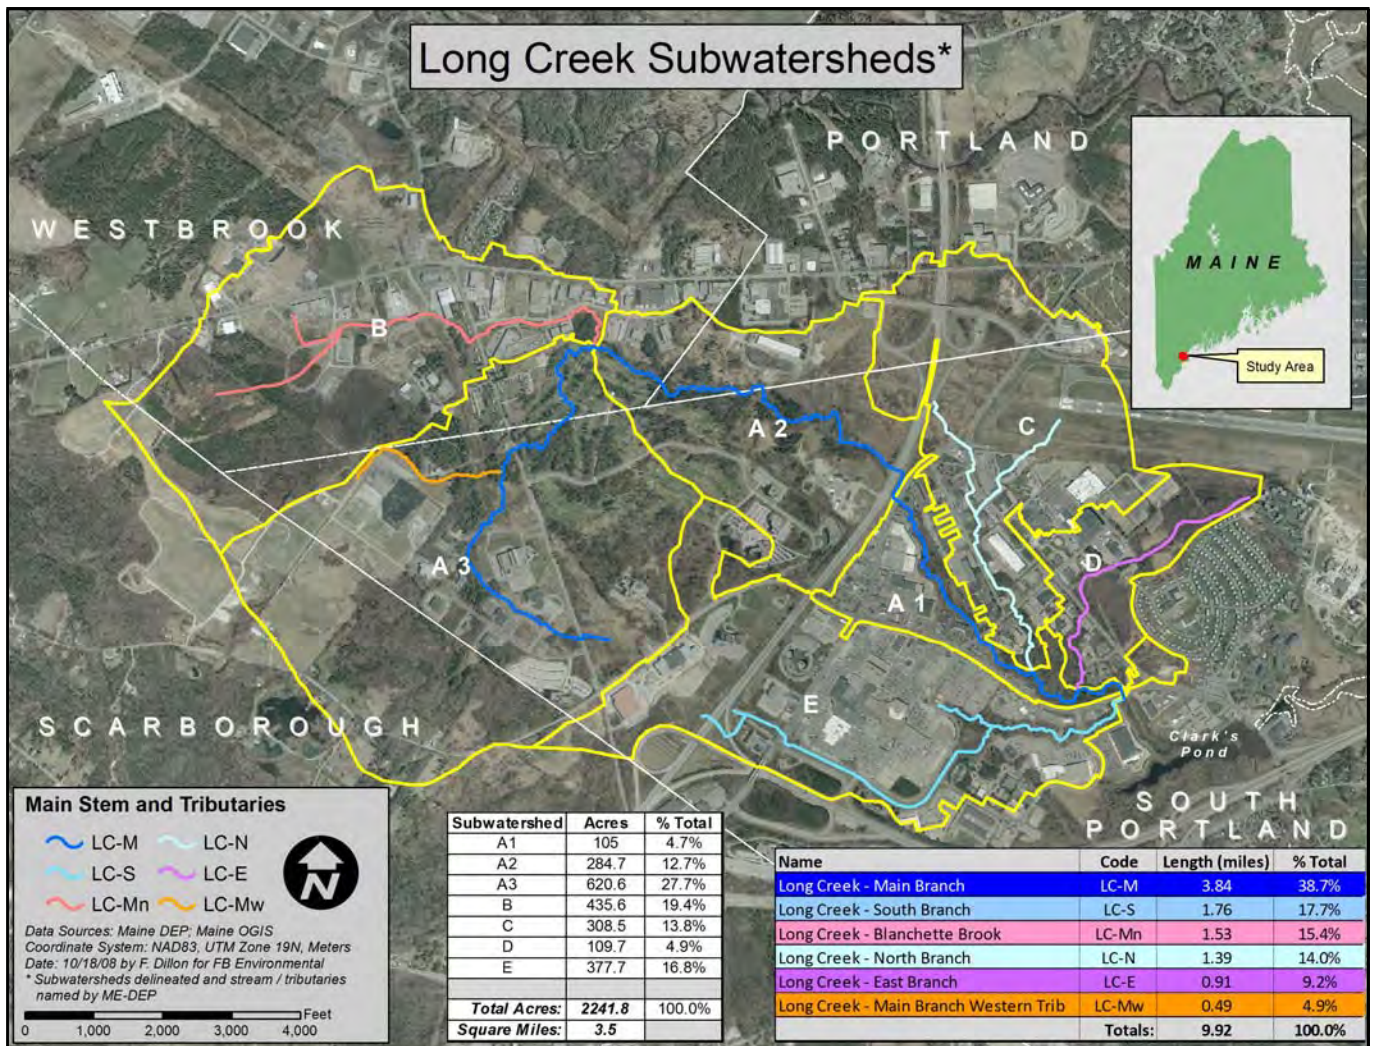 Long Creek Subwatersheds*
PORTLAND
WESTBROOK
MAINE
Study Area
B
A 2
C
A 3
D
A 1
E
SCARBOROUGH
Clark's
Pond
SOUTH
PORTLAND
Main Stem and Tributaries
LC-M LC-N
LC-S LC-E
LC-Mn LC-Mw
N
Data Sources: Maine DEP; Maine OGIS
Coordinate System: NAD83, UTM Zone 19N, Meters
Date: 10/18/08 by F. Dillon for FB Environmental
* Subwatersheds delineated and stream / tributaries
named by ME-DEP
Feet
0 1,000 2,000 3,000 4,000
Subwatershed Acres % Total
A1 105 4.7%
A2 284.7 12.7%
A3 620.6 27.7%
B 435.6 19.4%
C 308.5 13.8%
D 109.7 4.9%
E 377.7 16.8%
Total Acres: 2241.8 100.0%
Square Miles: 3.5
Name Code Length (miles) % Total
Long Creek - Main Branch LC-M 3.84 38.7%
Long Creek - South Branch LC-S 1.76 17.7%
Long Creek - Blanchette Brook LC-Mn 1.53 15.4%
Long Creek - North Branch LC-N 1.39 14.0%
Long Creek - East Branch LC-E 0.91 9.2%
Long Creek - Main Branch Western Trib LC-Mw 0.49 4.9%
Totals: 9.92 100.0%